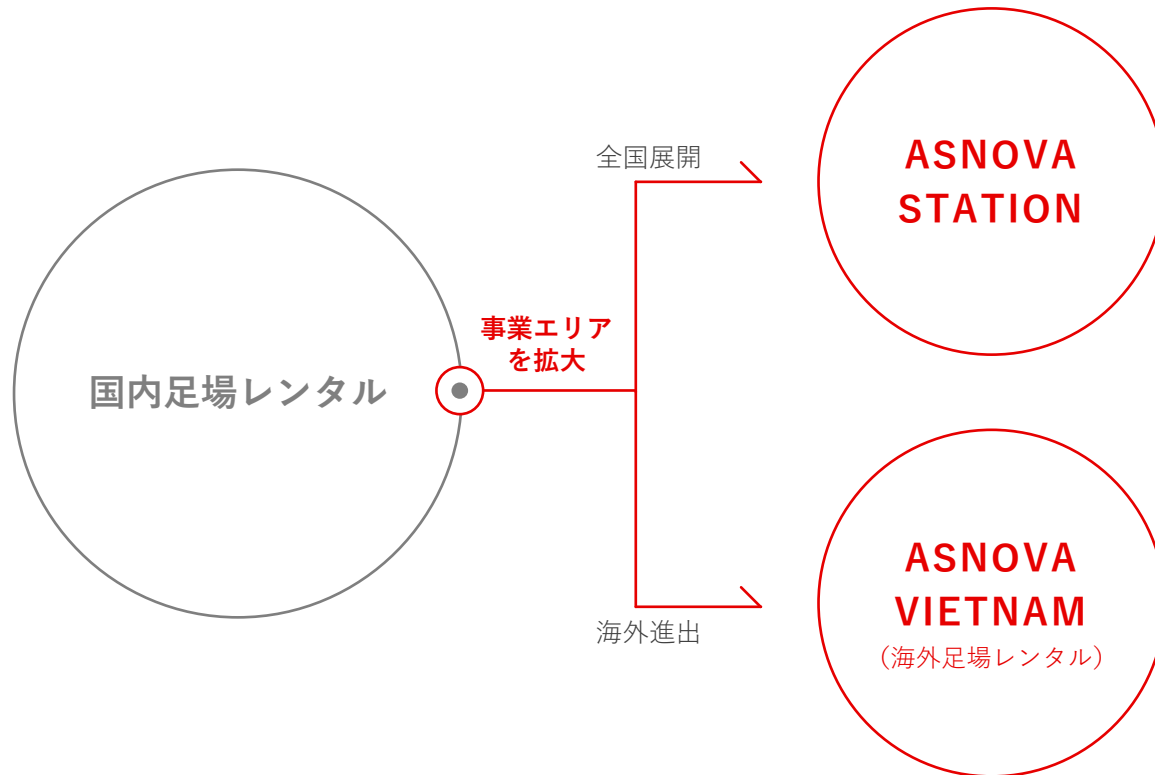 国内足場レンタル
事業エリア
を拡大
全国展開
ASNOVA
STATION
海外進出
ASNOVA
VIETNAM
（海外足場レンタル）